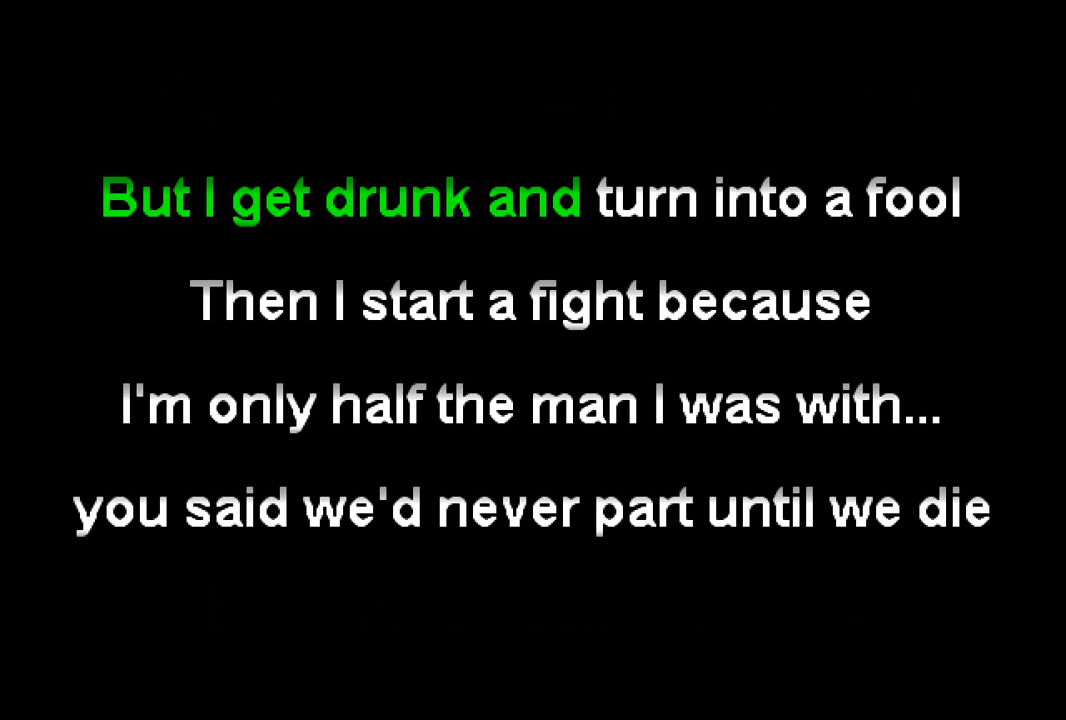 But I get drunk and turn into a fool
Then I start a fight because
I'm only half the man I was with...
you said we'd never part until we die